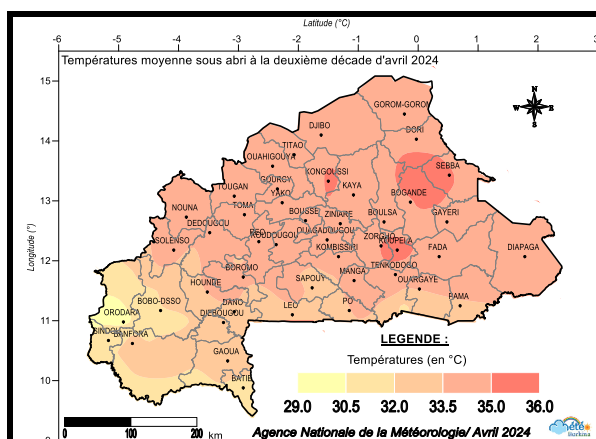 Latitude (°C)
-6 -5 -4 -3 -2 -1 0 1 2 3
Températures moyenne sous abri à la deuxième décade d'avril 2024
15
GOROM-GOROM
N
W E
S
DJIBO
14
DORI
TITAO
OUAHIGOUYA
SEBBA
KONGOUSSI
GOURCY
KAYA
TOUGAN
YAKO
BOGANDE
13
NOUNA
TOMA
BOUSSE
ZINIARE
BOULSA
GAYERI
DEDOUGOU
REO
KOUDOUGOU
OUAGADOUGOU
ZORGHO
KOUPELA
SOLENSO
KOMBISSIRI
FADA
DIAPAGA
Longitude (°)
12
BOROMO
TENKODOGO
MANGA
SAPOUY
OUARGAYE
HOUNDE
BOBO-DSSO
DANO
LEO
PO
PAMA
ORODARA
11
DIEBOUGOU
SINDOU
BANFORA
LEGENDE :
GAOUA
Températures (en °C)
10
BATIE
29.0 30.5 32.0 33.5 35.0 36.0
0 100 200
km
Agence Nationale de la Météorologie/ Avril 2024
météo
Burkina